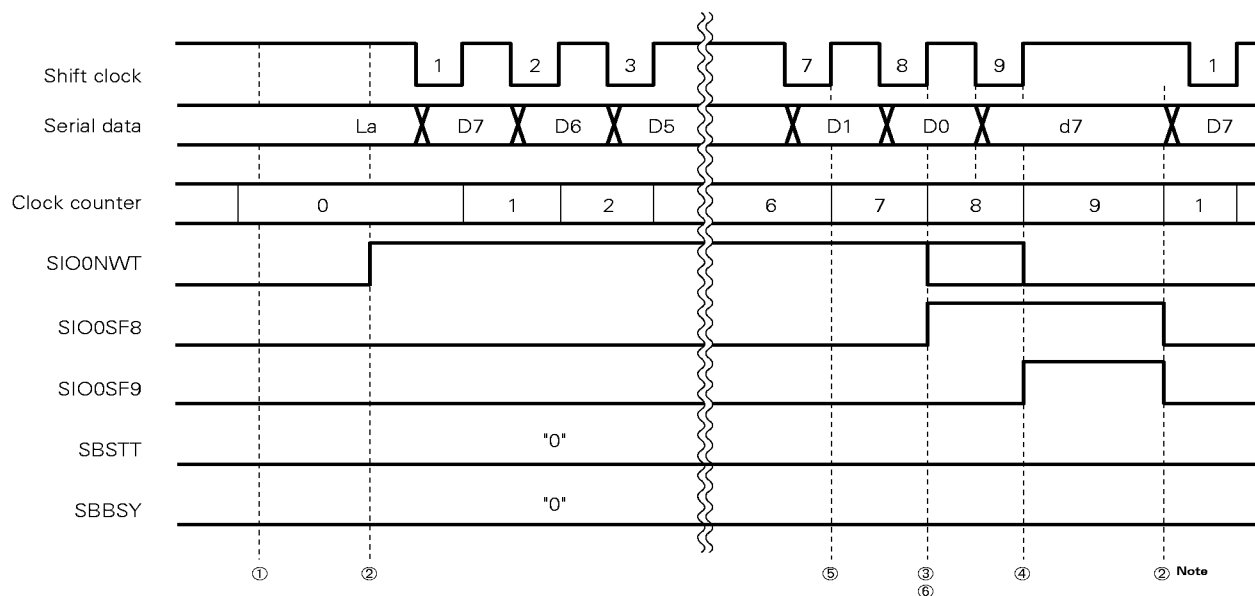 Shift clock 1 2 3 7 8 9 1
Serial data La D7 D6 D5 D1 D0 d7 D7
Clock counter 0 1 2 6 7 8 9 1
SIO0NWT
SIO0SF8
SIO0SF9
SBSTT "0"
SBBSY "0"
① ② ⑤ ③ ④ ② Note
⑥